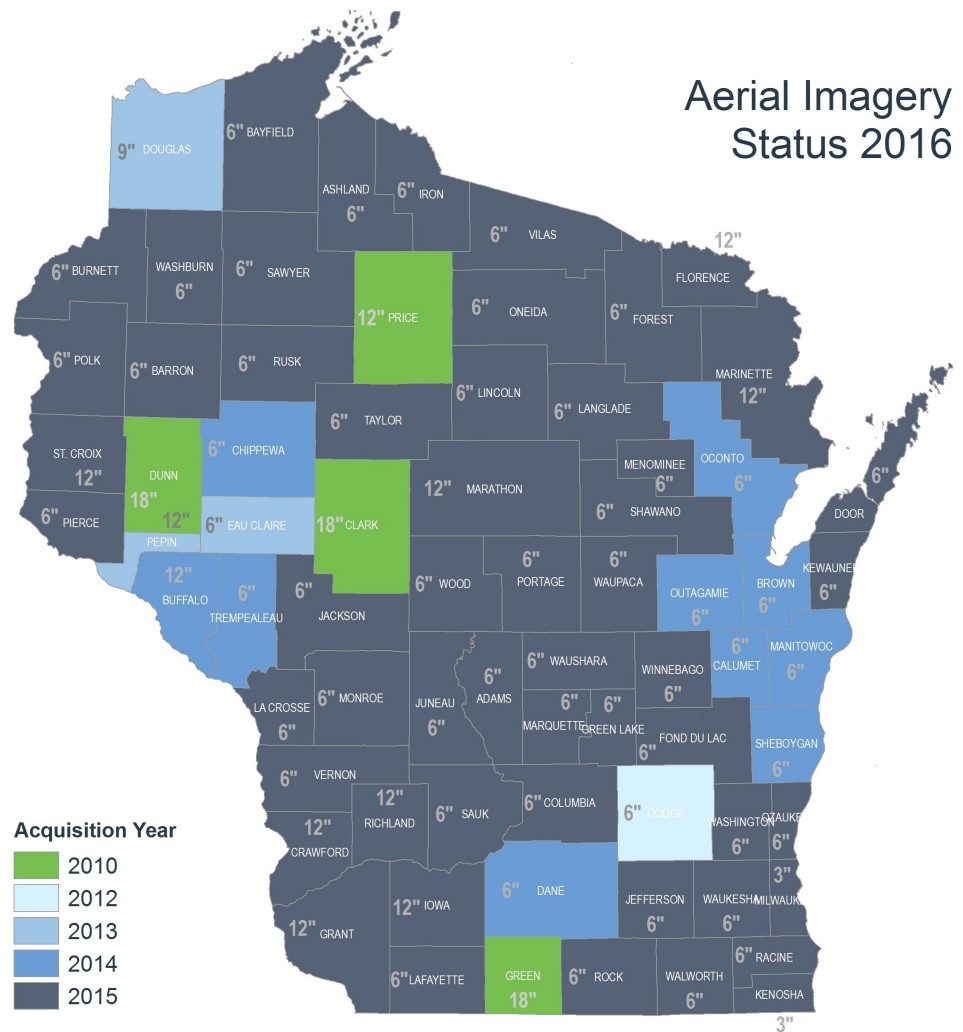 Aerial Imagery
Status 2016
6" BAYFIELD
9" DOUGLAS
ASHLAND
6"
6" IRON
6" VILAS
12"
FLORENCE
6" BURNETT
WASHBURN
6"
6" SAWYER
12" PRICE
6" ONEIDA
6" FOREST
6" POLK
6" BARRON
6" RUSK
6" LINCOLN
MARINETTE
12"
6" TAYLOR
6" LANGLADE
ST. CROIX
12"
DUNN
18"
12"
6" CHIPPEWA
OCONTO
6"
MENOMINEE
6"
6"
DOOR
6" PIERCE
6" EAU CLAIRE
18" CLARK
12" MARATHON
6" SHAWANO
PEPIN
12"
BUFFALO
6"
TREMPEALEAU
6"
JACKSON
6" WOOD
6"
PORTAGE
6"
WAUPACA
OUTAGAMIE
6"
BROWN
6"
KEWAUNEE
6"
6"
CALUMET
MANITOWOC
6"
LA CROSSE
6"
6" MONROE
JUNEAU
6"
6"
ADAMS
6" WAUSHARA
WINNEBAGO
6"
6"
MARQUETTE
6"
GREEN LAKE
6" FOND DU LAC
SHEBOYGAN
6"
6" VERNON
12"
RICHLAND
12"
CRAWFORD
6" SAUK
6" COLUMBIA
6" DODGE
WASHINGTON
6"
OZAUKE
6"
12" GRANT
12" IOWA
6" DANE
JEFFERSON
6"
WAUKESHA
6"
3"
MILWAUK
6" LAFAYETTE
GREEN
18"
6" ROCK
WALWORTH
6"
6" RACINE
KENOSHA
3"
Acquisition Year
2010
2012
2013
2014
2015